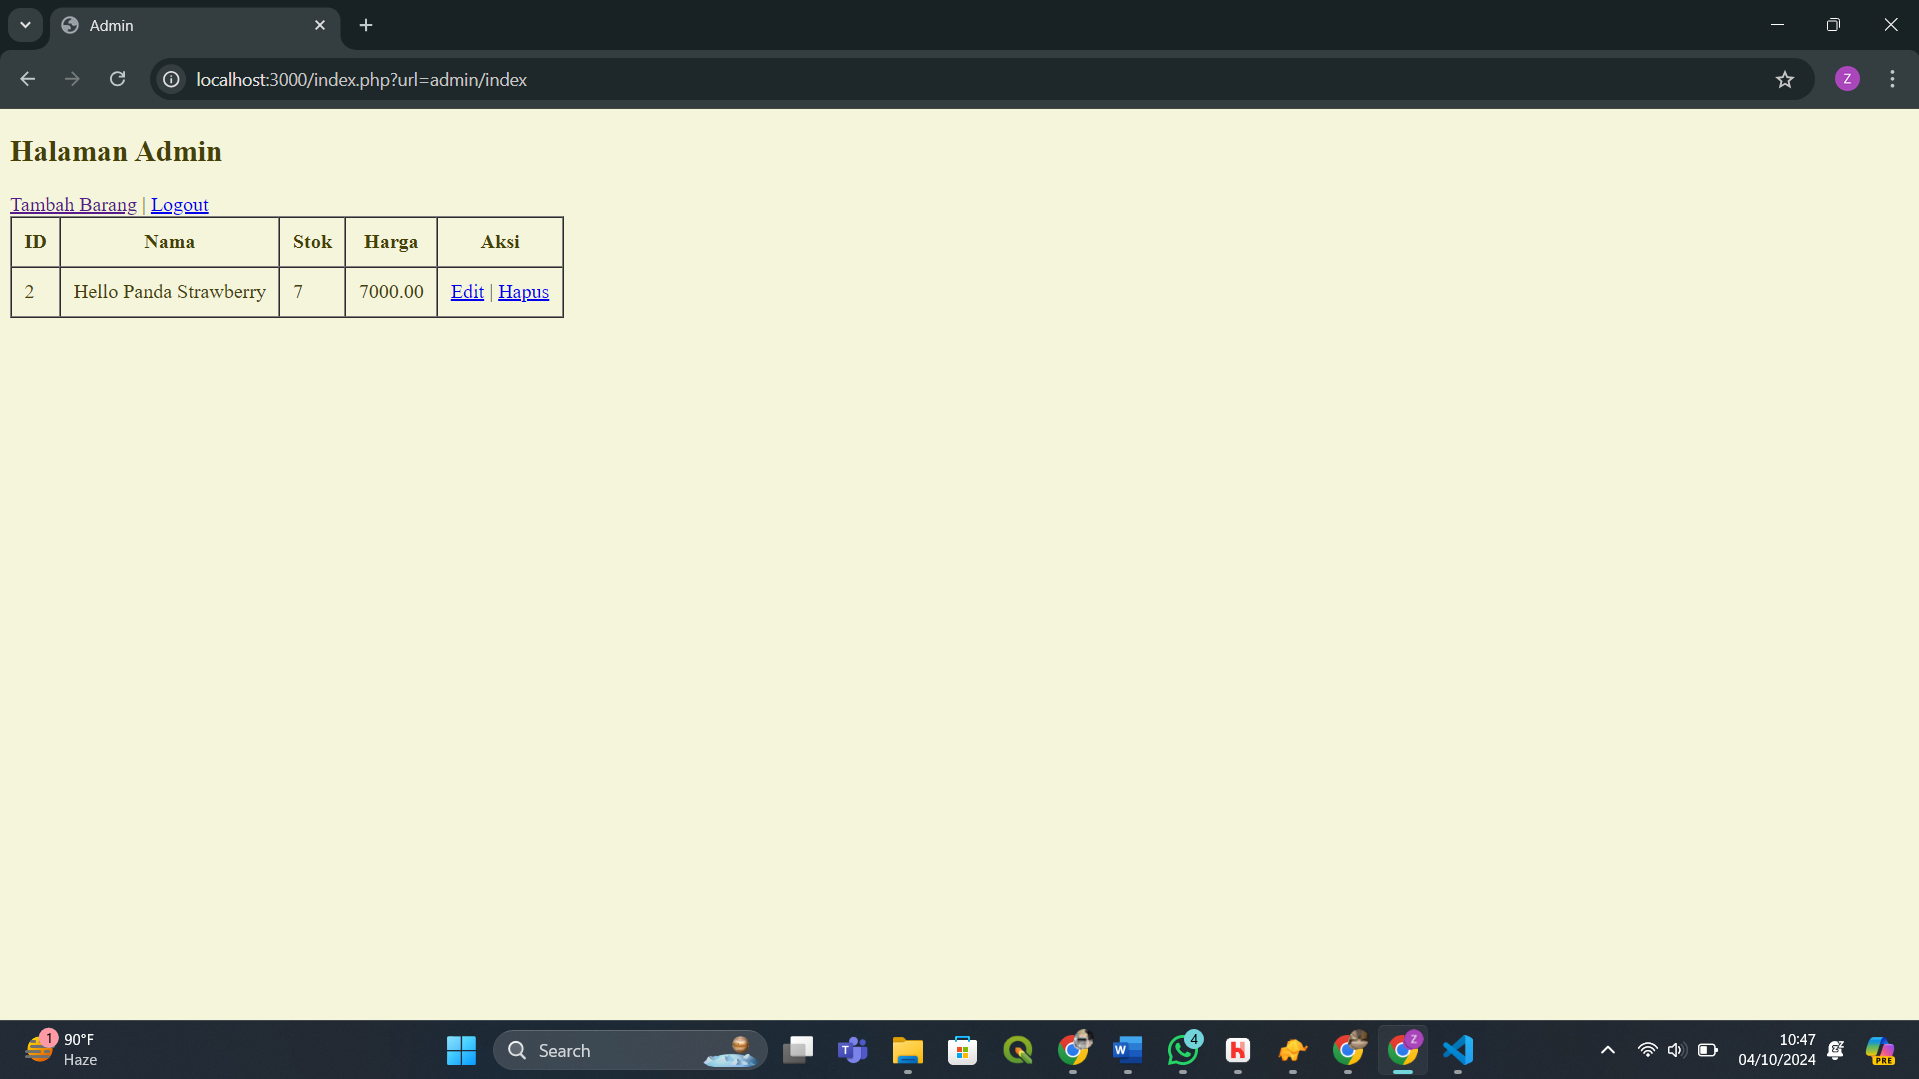 Admin
localhost:3000/index.php?url=admin/index
Z
Halaman Admin
Tambah Barang | Logout
ID Nama Stok Harga Aksi
2 Hello Panda Strawberry 7 7000.00 Edit | Hapus
1
90°F
Haze
Search
T
W
4
H
Z
10:47
04/10/2024
PRE